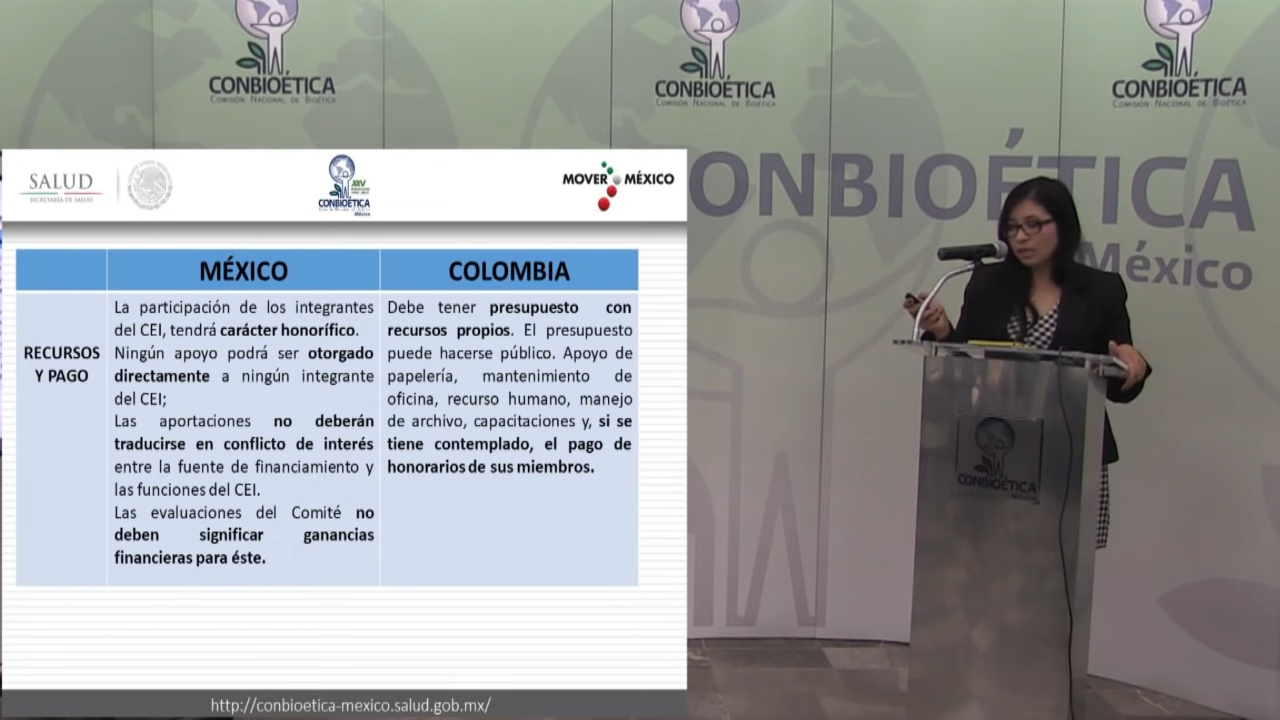 CONBIOÉTICA
COMISIÓN NACIONAL DE BIOÉTICA
CONBIOÉTICA
COMISIÓN NACIONAL DE BIOÉTICA
CONBIOÉTICA
COMISIÓN NACIONAL DE BIOÉTICA
ONBIOÉTICA
México
SALUD
SECRETARÍA DE SALUD
XXV
CONBIOÉTICA
México
MOVER MÉXICO
MÉXICO
COLOMBIA
RECURSOS
Y PAGO
La participación de los integrantes
del CEI, tendrá carácter honorífico.
Ningún apoyo podrá ser otorgado
directamente a ningún integrante
del CEI;
Las aportaciones no deberán
traducirse en conflicto de interés
entre la fuente de financiamiento y
las funciones del CEI.
Las evaluaciones del Comité no
deben significar ganancias
financieras para éste.
Debe tener presupuesto con
recursos propios. El presupuesto
puede hacerse público. Apoyo de
papelería, mantenimiento de
oficina, recurso humano, manejo
de archivo, capacitaciones y, si se
tiene contemplado, el pago de
honorarios de sus miembros.
CONBIOÉTICA
http://conbioetica-mexico.salud.gob.mx/